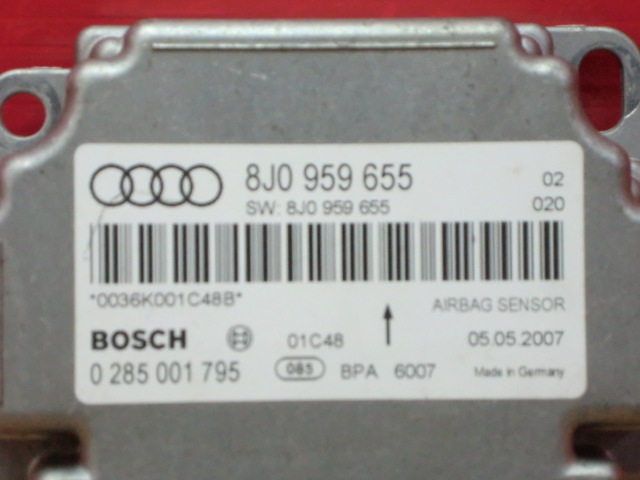 8J0 959 655 02
SW: 8J0 959 655 020
*0036K001C48B* AIRBAG SENSOR
BOSCH 01C48 05.05.2007
0 285 001 795 085 BPA 6007 Made in Germany